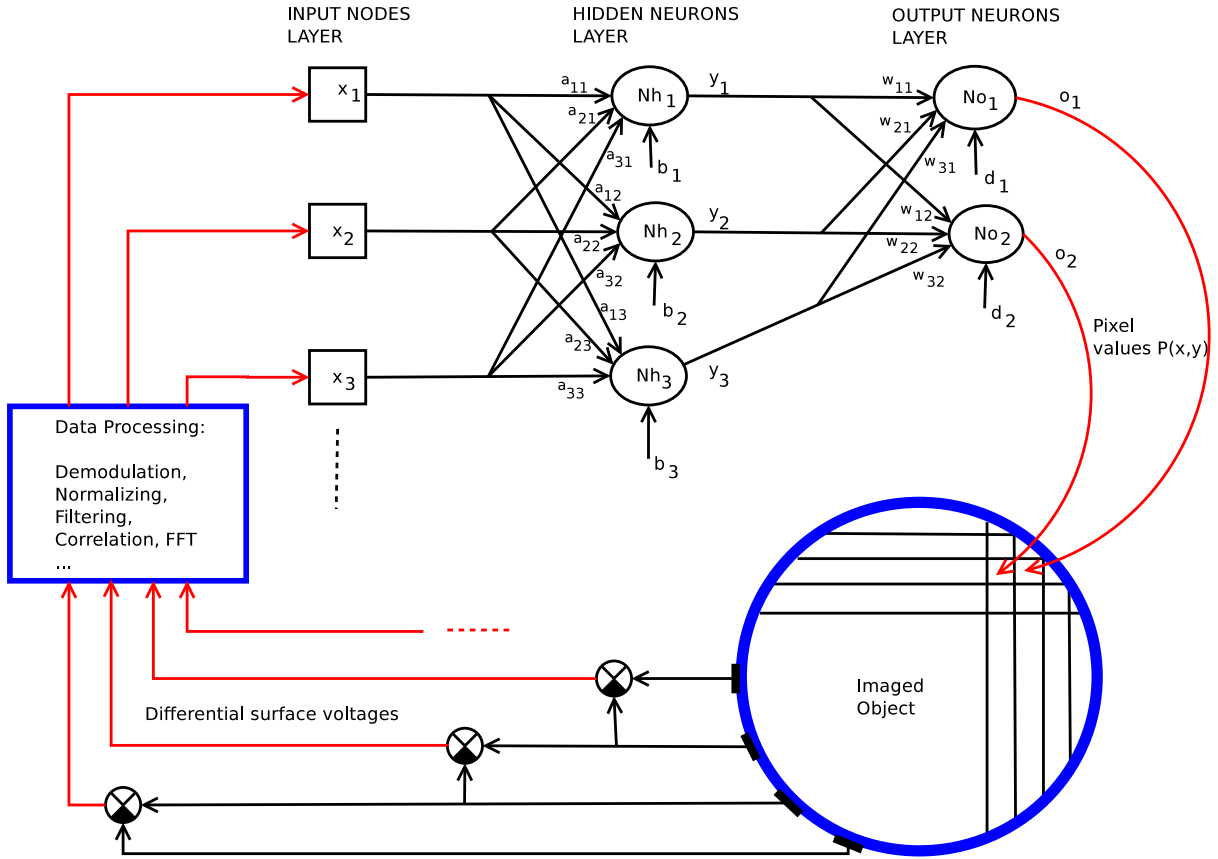 INPUT NODES
LAYER
HIDDEN NEURONS
LAYER
OUTPUT NEURONS
LAYER
x1
a11
a21
a31
Nh1
y1
b1
w11
w21
w31
No1
o1
d1
x2
a12
a22
a32
Nh2
y2
b2
w12
w22
w32
No2
o2
d2
x3
a13
a23
a33
Nh3
y3
b3
Pixel
values P(x,y)
Data Processing:
Demodulation,
Normalizing,
Filtering,
Correlation, FFT
...
Imaged
Object
Differential surface voltages